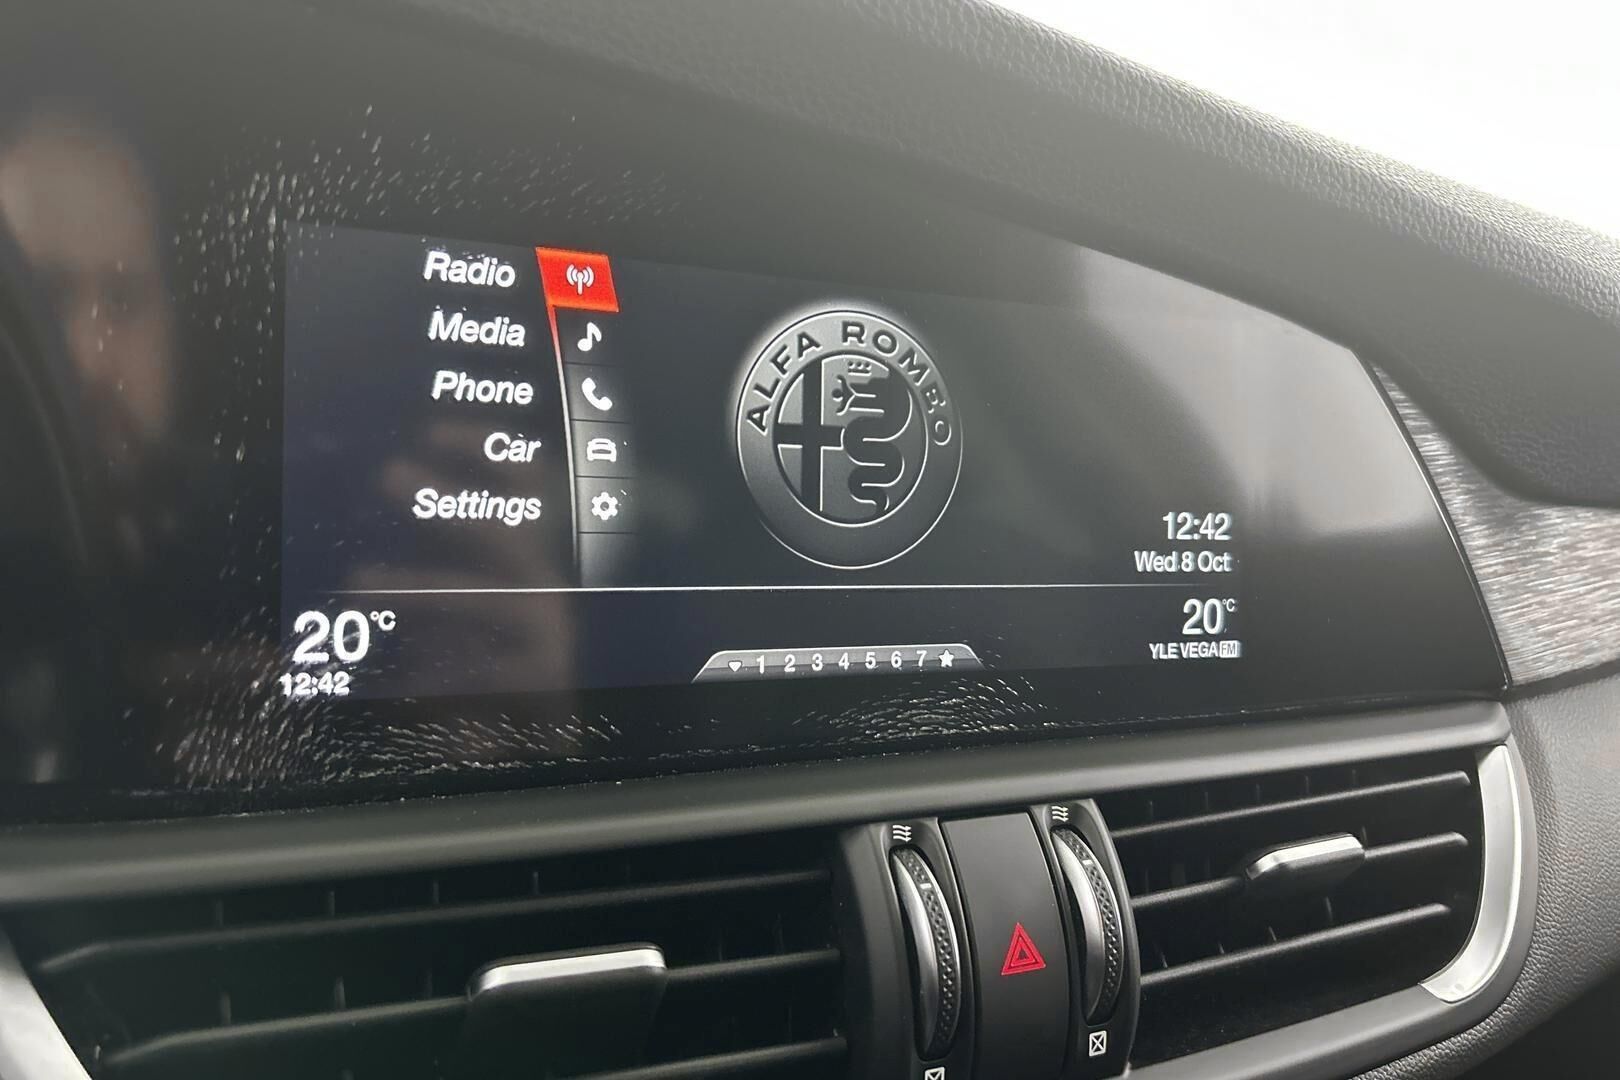 Radio
Media
Phone
Car
Settings
ALFA ROMEO
12:42
Wed 8 Oct
20°C
12:42
1 2 3 4 5 6 7
20°C
YLE VEGA FM